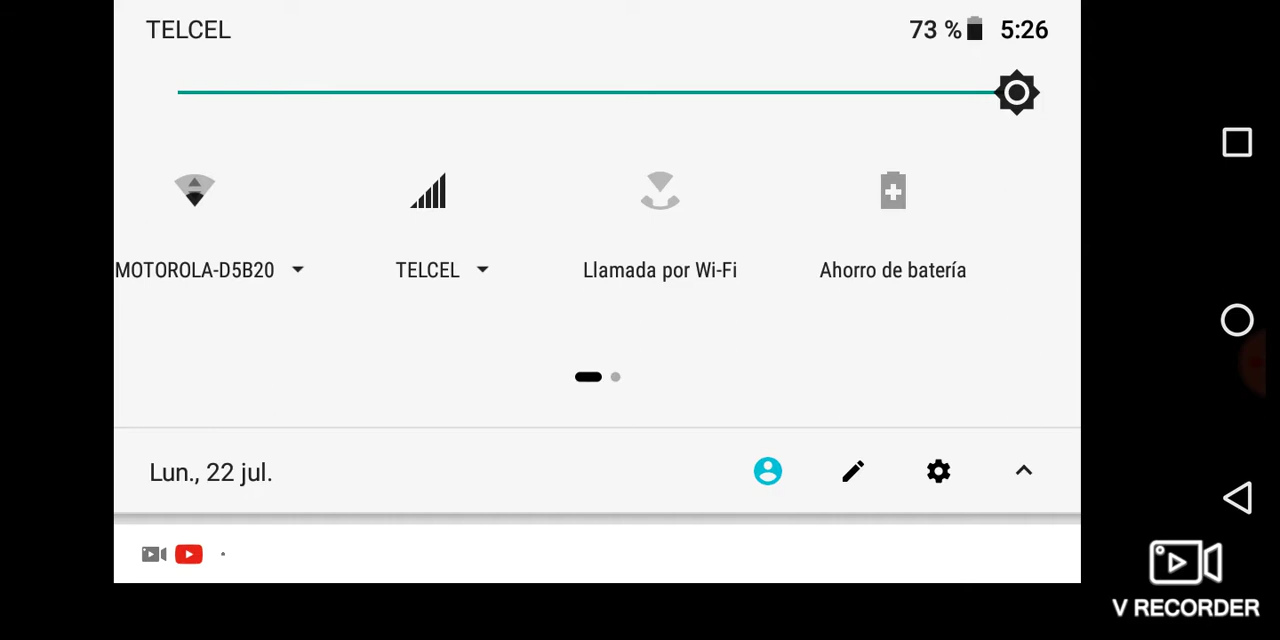 TELCEL 73 % 5:26
MOTOROLA-D5B20 TELCEL Llamada por Wi-Fi Ahorro de batería
Lun., 22 jul.
V RECORDER